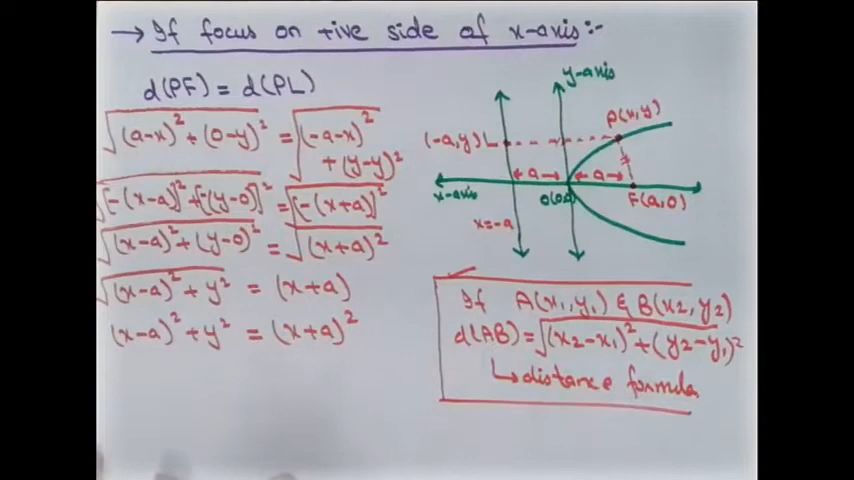 → If focus on +ive side of x-axis:-
d(PF) = d(PL)
√(a-x)² + (0-y)² = √(-a-x)²
+ (y-y)²
√[-(x-a)]² + [-(y-0)]² = √[-(x+a)]²
√(x-a)² + (y-0)² = √(x+a)²
√(x-a)² + y² = (x+a)
(x-a)² + y² = (x+a)²
y-axis
P(x,y)
(-a,y) L
← a → ← a →
x-axis
O(0,0)
F(a,0)
x=-a
If A(x₁,y₁) & B(x₂,y₂)
d(AB) = √(x₂-x₁)² + (y₂-y₁)²
↳ distance formula